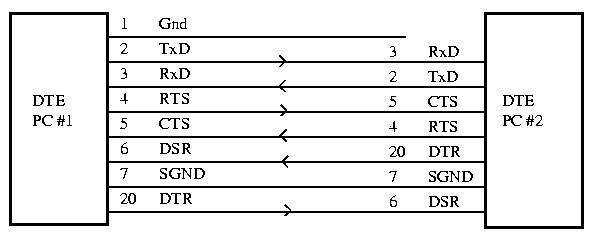 1 Gnd
2 TxD 3 RxD
3 RxD 2 TxD
4 RTS 5 CTS
5 CTS 4 RTS
6 DSR 20 DTR
7 SGND 7 SGND
20 DTR 6 DSR
DTE
PC #1
DTE
PC #2